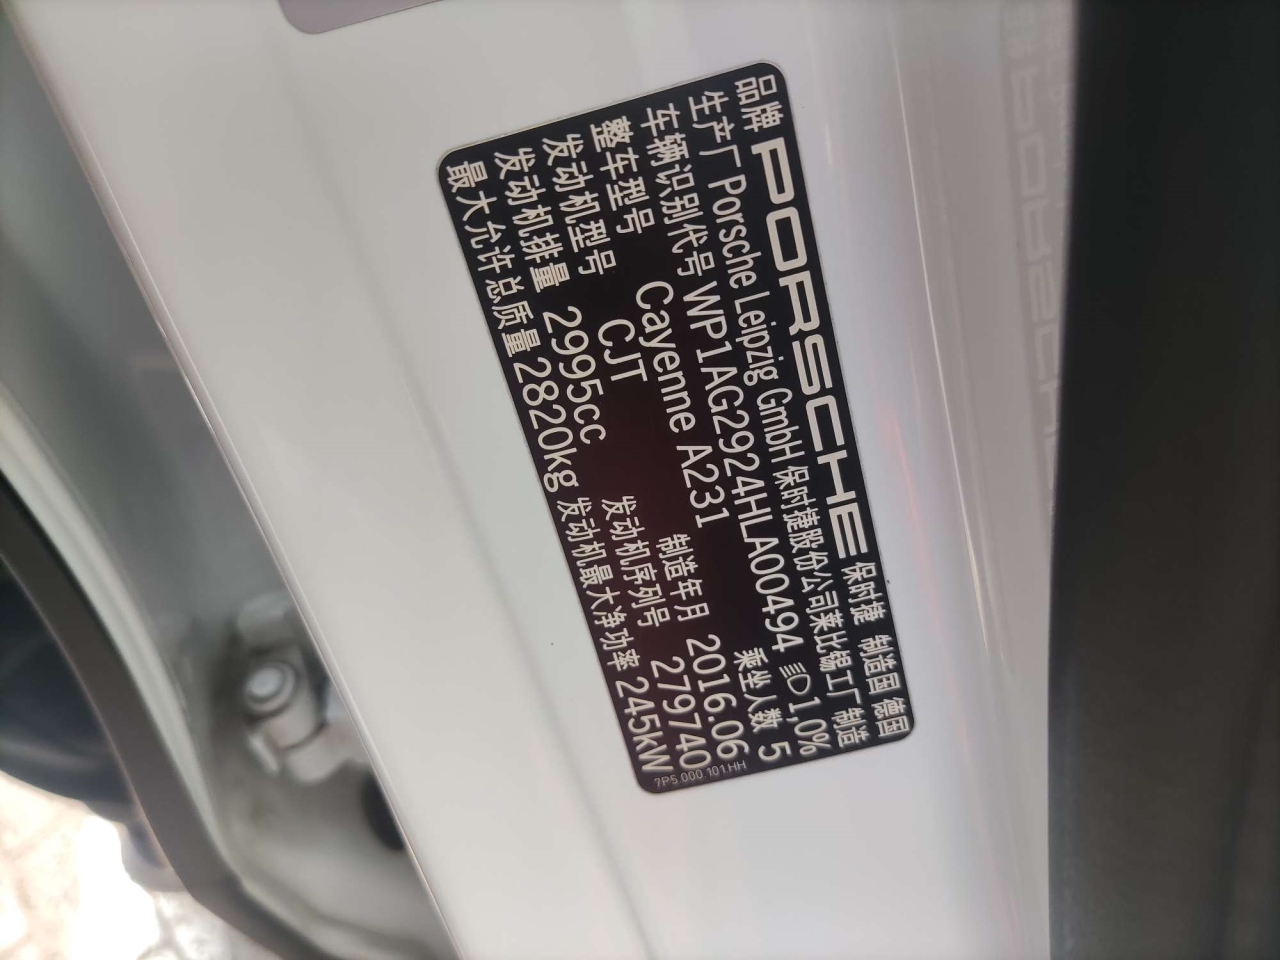 品牌 PORSCHE 保时捷 制造国 德国
生产厂 Porsche Leipzig GmbH 保时捷股份公司莱比锡工厂 制造
车辆识别代号 WP1AG2924HLA00494 1,0%
整车型号 Cayenne A231 乘坐人数 5
发动机型号 CJT 制造年月 2016.06
发动机排量 2995cc 发动机序列号 279740
最大允许总质量 2820kg 发动机最大净功率 245kW
7P5.000.101.HH